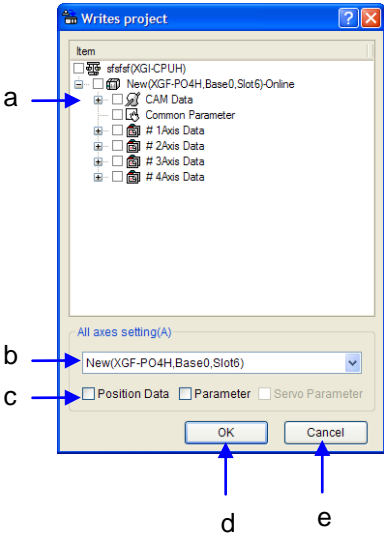 Writes project
Item
sfsfsf(XGI-CPUH)
New(XGF-PO4H,Base0,Slot6)-Online
a
CAM Data
Common Parameter
# 1Axis Data
# 2Axis Data
# 3Axis Data
# 4Axis Data
All axes setting(A)
b
New(XGF-PO4H,Base0,Slot6)
c
Position Data Parameter Servo Parameter
OK Cancel
d e